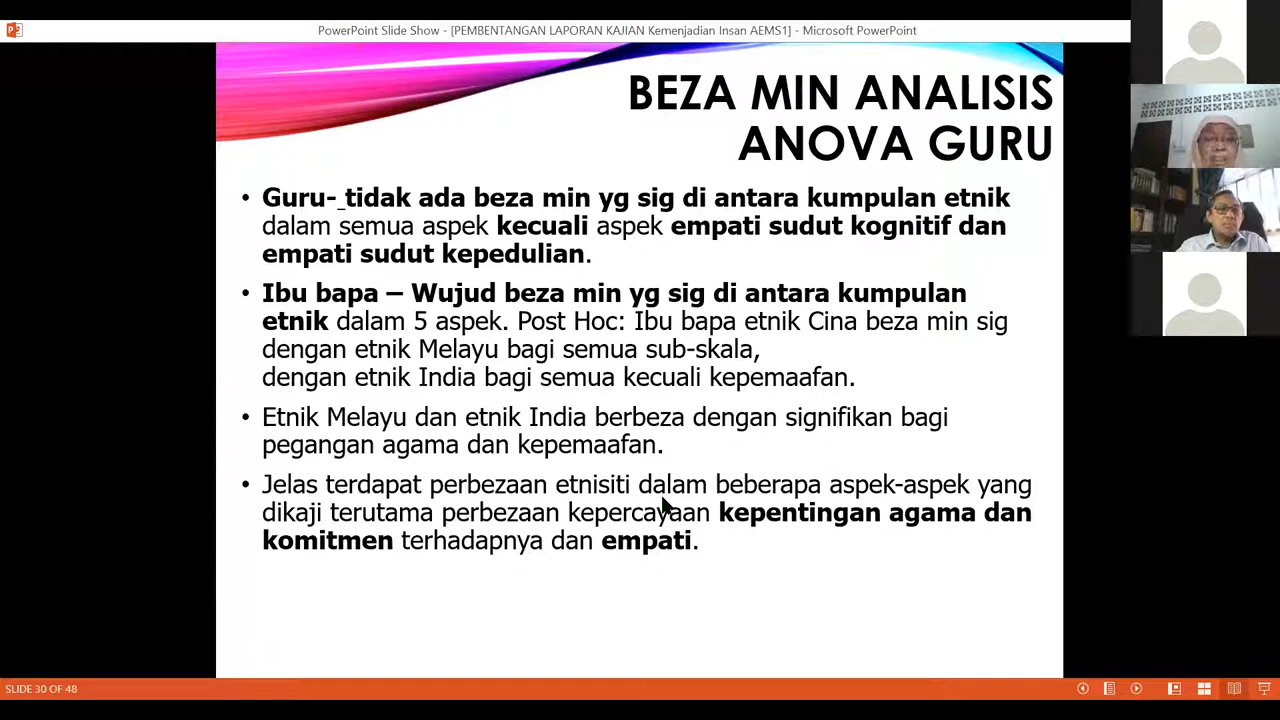 PowerPoint Slide Show - [PEMBENTANGAN LAPORAN KAJIAN Kemenjadian Insan AEMS1] - Microsoft PowerPoint
BEZA MIN ANALISIS
ANOVA GURU
• Guru- tidak ada beza min yg sig di antara kumpulan etnik
dalam semua aspek kecuali aspek empati sudut kognitif dan
empati sudut kepedulian.
• Ibu bapa – Wujud beza min yg sig di antara kumpulan
etnik dalam 5 aspek. Post Hoc: Ibu bapa etnik Cina beza min sig
dengan etnik Melayu bagi semua sub-skala,
dengan etnik India bagi semua kecuali kepemaafan.
• Etnik Melayu dan etnik India berbeza dengan signifikan bagi
pegangan agama dan kepemaafan.
• Jelas terdapat perbezaan etnisiti dalam beberapa aspek-aspek yang
dikaji terutama perbezaan kepercayaan kepentingan agama dan
komitmen terhadapnya dan empati.
SLIDE 30 OF 48